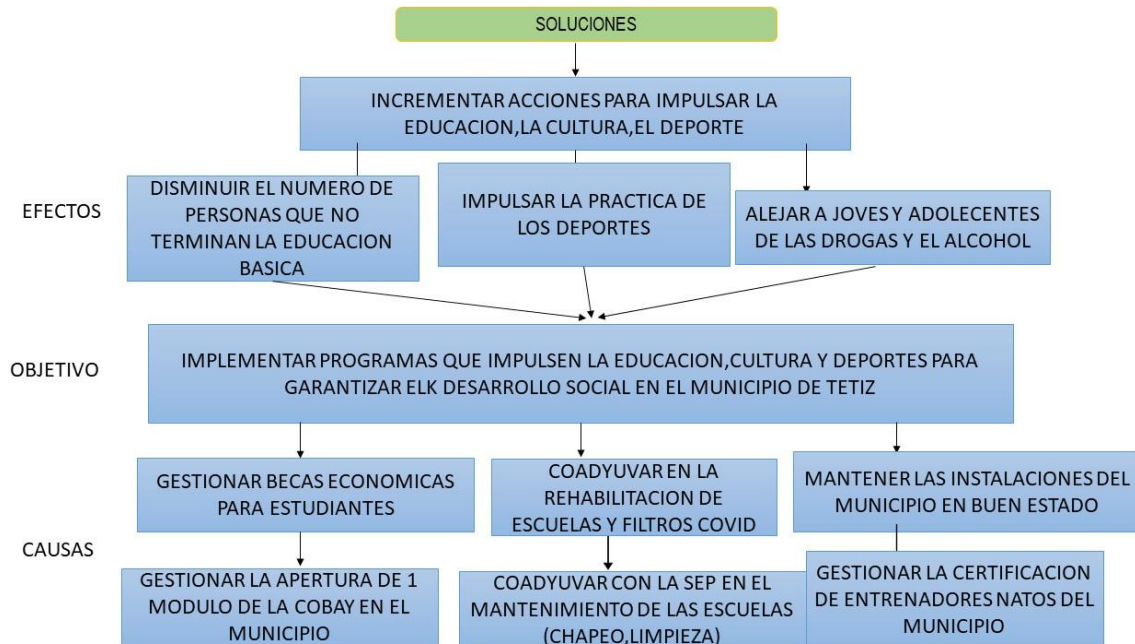 SOLUCIONES
INCREMENTAR ACCIONES PARA IMPULSAR LA
EDUCACION,LA CULTURA,EL DEPORTE
EFECTOS
DISMINUIR EL NUMERO DE
PERSONAS QUE NO
TERMINAN LA EDUCACION
BASICA
IMPULSAR LA PRACTICA DE
LOS DEPORTES
ALEJAR A JOVES Y ADOLECENTES
DE LAS DROGAS Y EL ALCOHOL
OBJETIVO
IMPLEMENTAR PROGRAMAS QUE IMPULSEN LA EDUCACION,CULTURA Y DEPORTES PARA
GARANTIZAR ELK DESARROLLO SOCIAL EN EL MUNICIPIO DE TETIZ
GESTIONAR BECAS ECONOMICAS
PARA ESTUDIANTES
COADYUVAR EN LA
REHABILITACION DE
ESCUELAS Y FILTROS COVID
MANTENER LAS INSTALACIONES DEL
MUNICIPIO EN BUEN ESTADO
CAUSAS
GESTIONAR LA APERTURA DE 1
MODULO DE LA COBAY EN EL
MUNICIPIO
COADYUVAR CON LA SEP EN EL
MANTENIMIENTO DE LAS ESCUELAS
(CHAPEO,LIMPIEZA)
GESTIONAR LA CERTIFICACION
DE ENTRENADORES NATOS DEL
MUNICIPIO